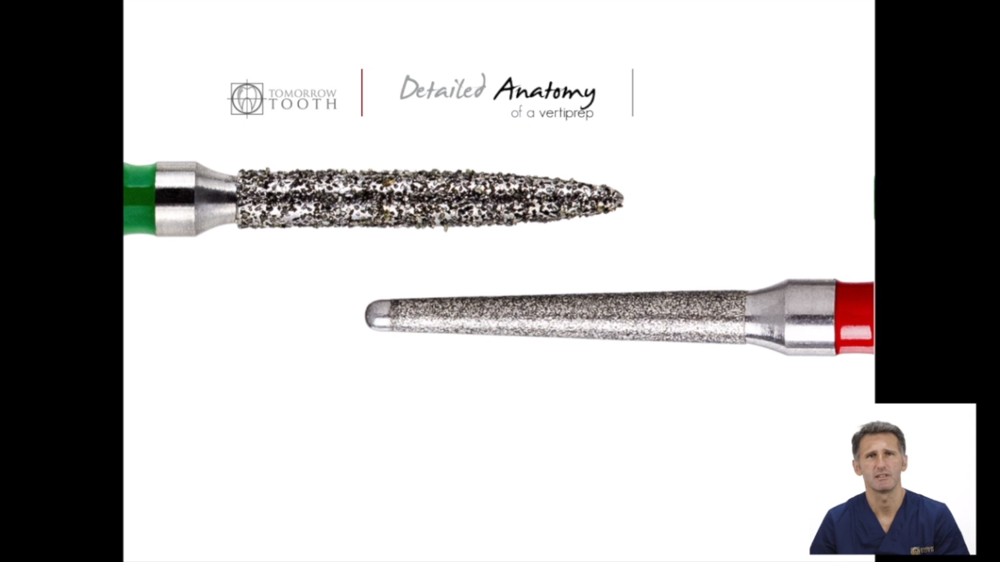 TOMORROW
TOOTH
Detailed Anatomy
of a vertiprep